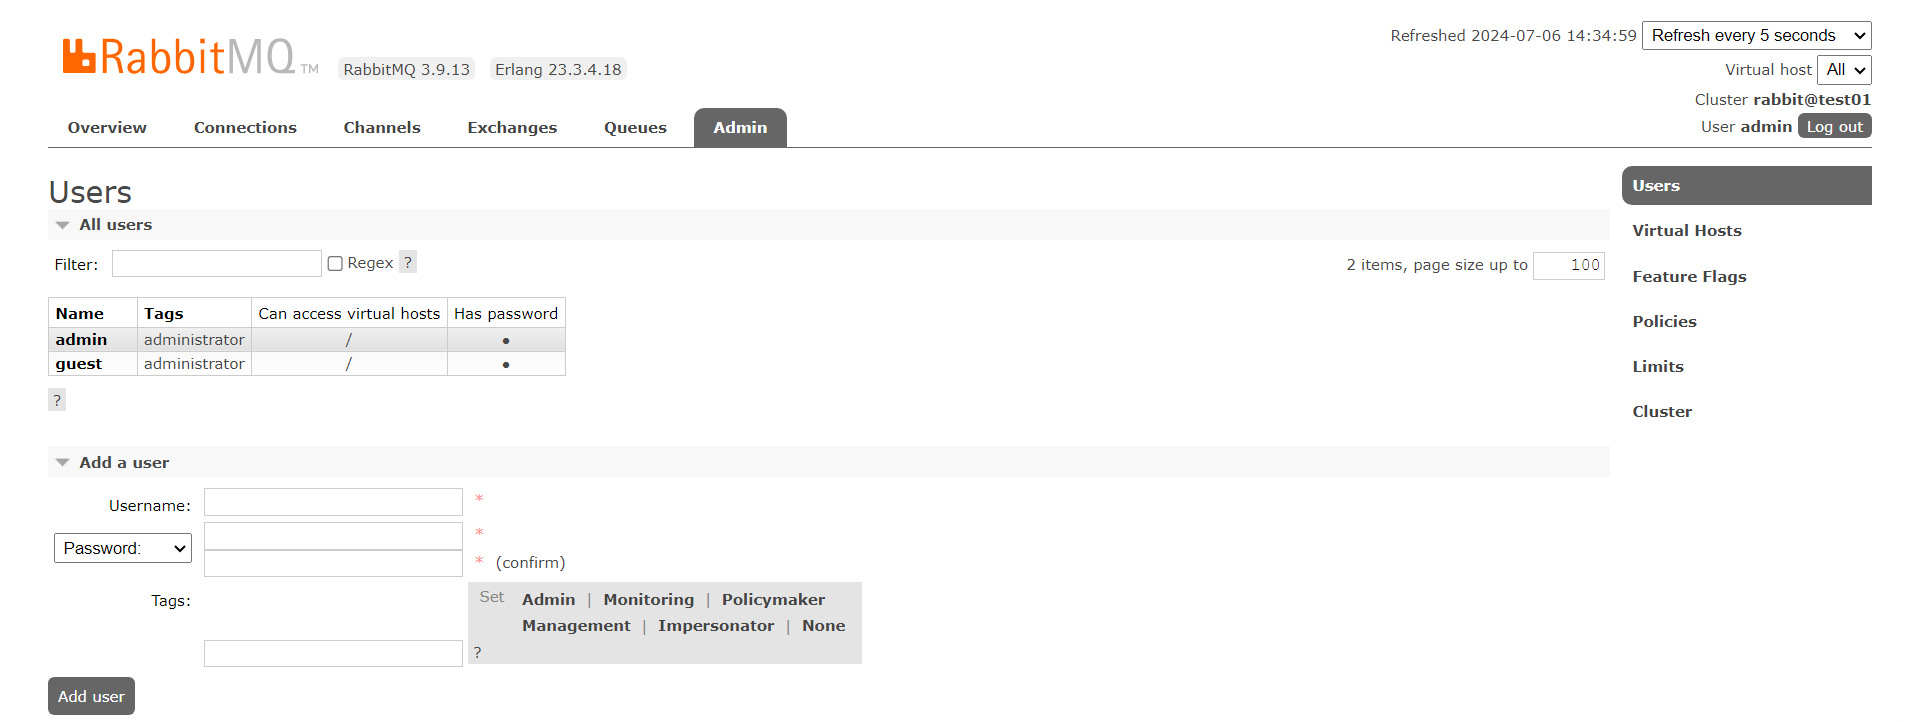 RabbitMQ TM RabbitMQ 3.9.13 Erlang 23.3.4.18
Refreshed 2024-07-06 14:34:59 Refresh every 5 seconds
Virtual host All
Cluster rabbit@test01
User admin Log out
Overview Connections Channels Exchanges Queues Admin
Users
All users
Filter: Regex ? 2 items, page size up to 100
Name Tags Can access virtual hosts Has password
admin administrator / ●
guest administrator / ●
?
Add a user
Username: *
Password: *
* (confirm)
Tags: Set Admin | Monitoring | Policymaker
Management | Impersonator | None
?
Add user
Users
Virtual Hosts
Feature Flags
Policies
Limits
Cluster